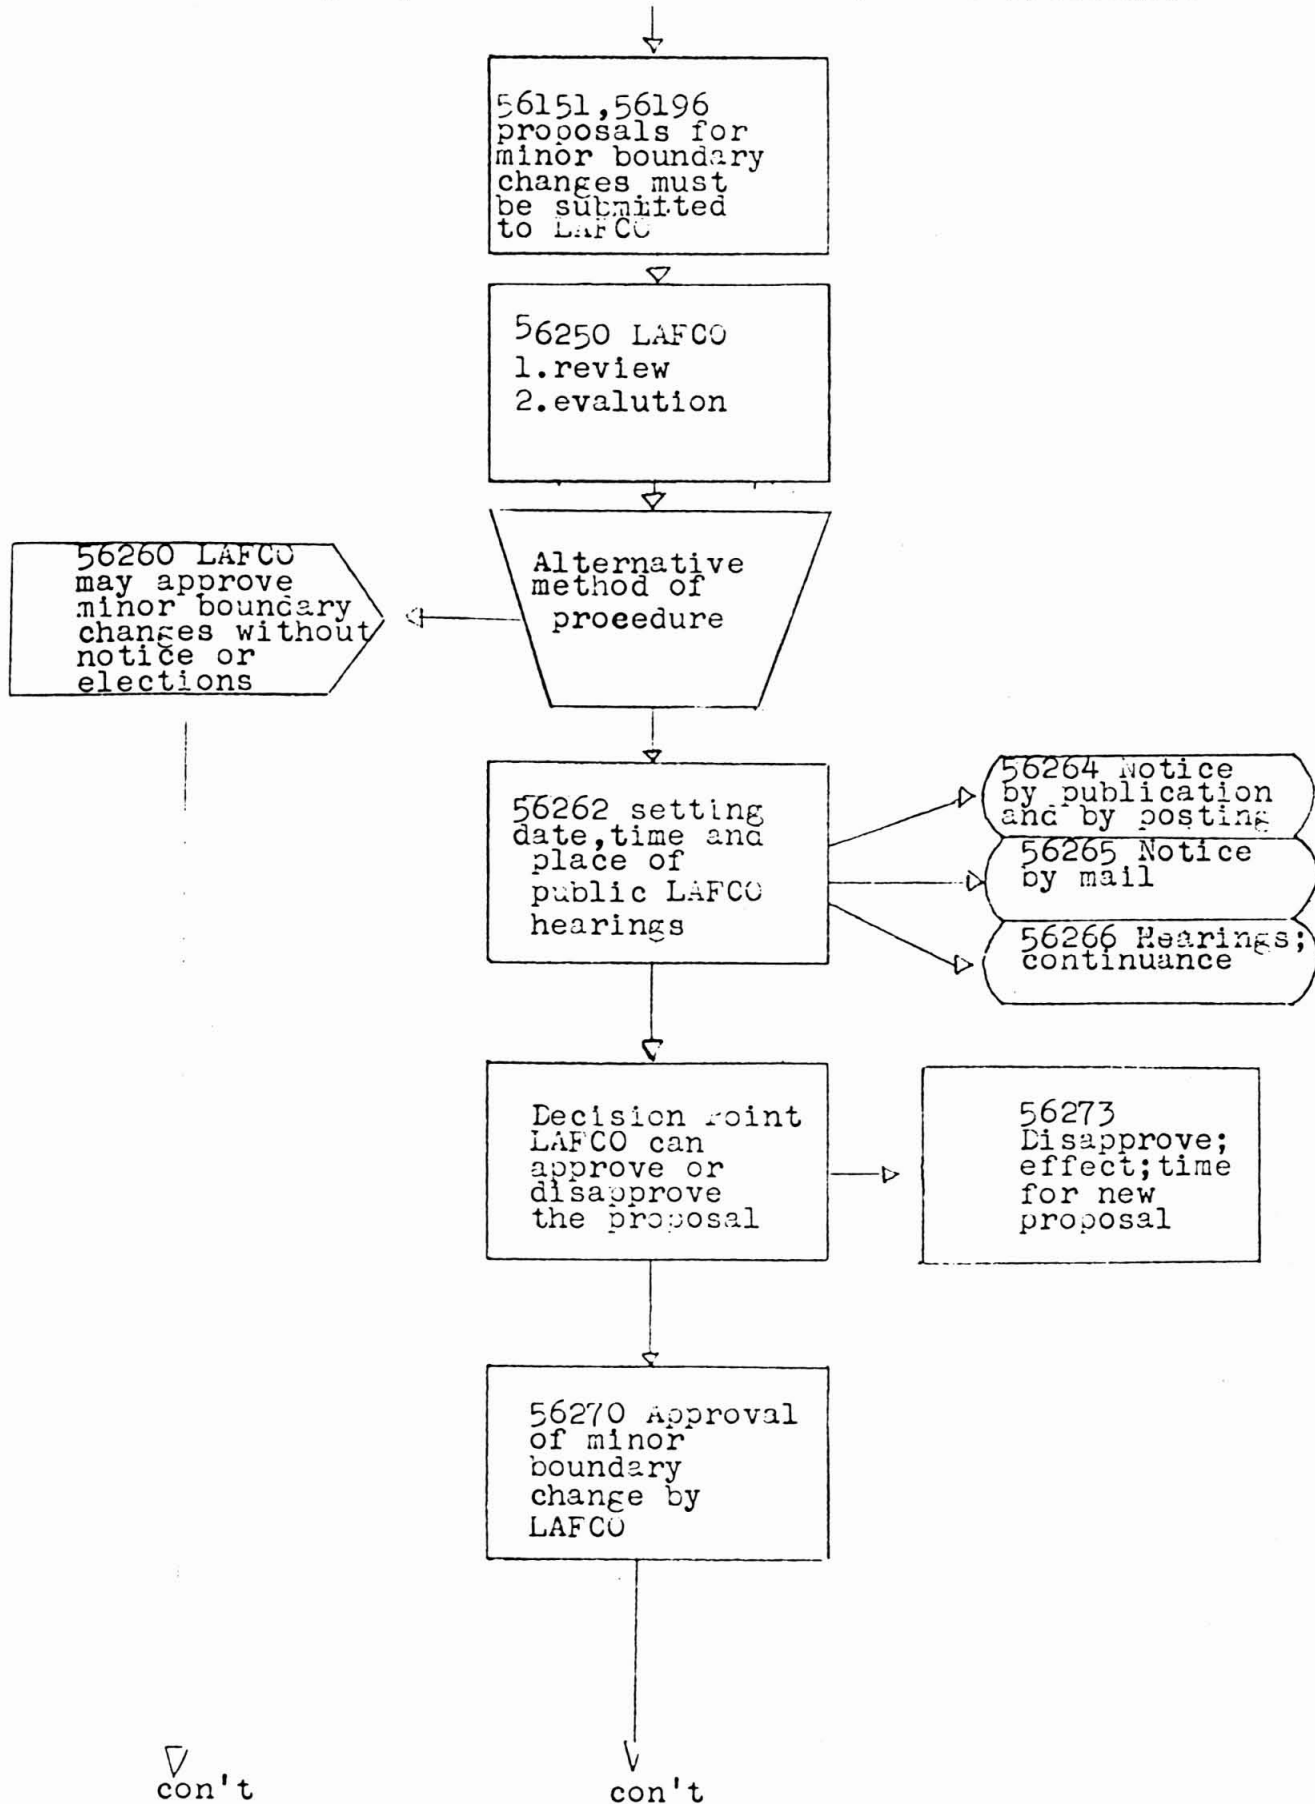 56151,56196
proposals for
minor boundary
changes must
be submitted
to LAFCO
56250 LAFCO
1.review
2.evalution
Alternative
method of
procedure
56260 LAFCO
may approve
minor boundary
changes without
notice or
elections
56262 setting
date,time and
place of
public LAFCO
hearings
56264 Notice
by publication
and by posting
56265 Notice
by mail
56266 Hearings;
continuance
Decision Point
LAFCO can
approve or
disapprove
the proposal
56273
Disapprove;
effect;time
for new
proposal
56270 Approval
of minor
boundary
change by
LAFCO
con't
con't